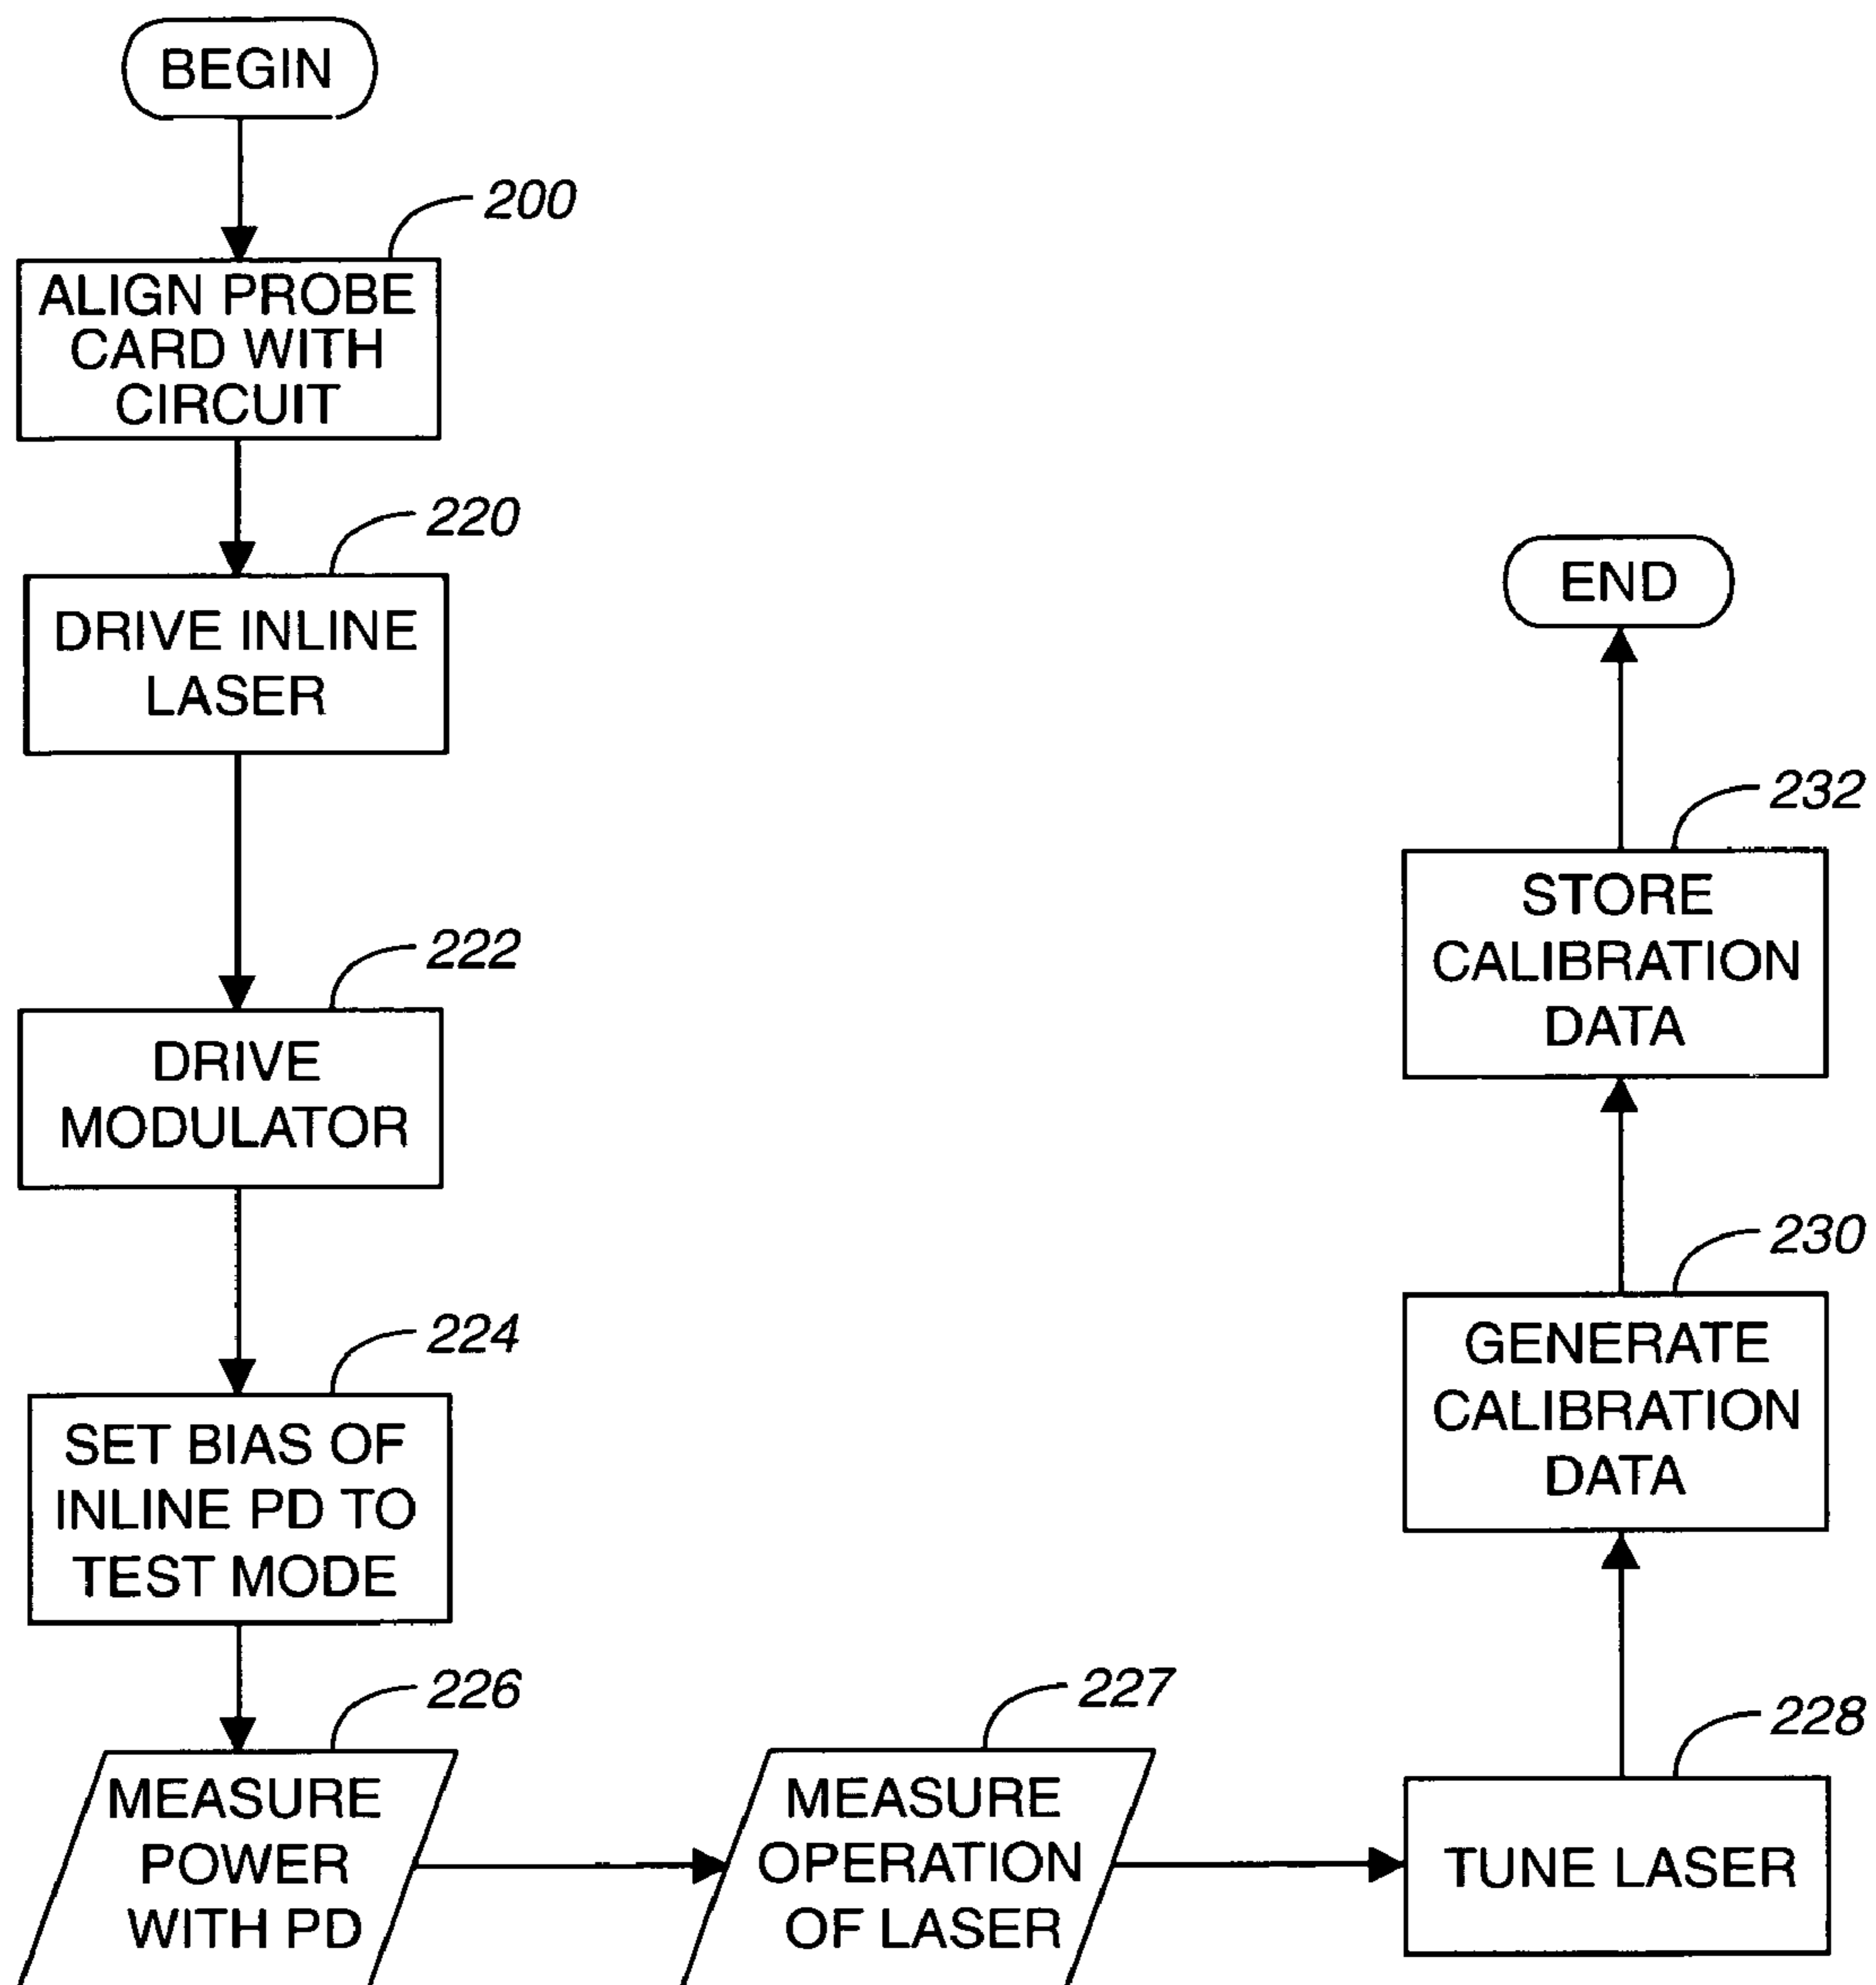 BEGIN
200
ALIGN PROBE
CARD WITH
CIRCUIT
220
DRIVE INLINE
LASER
222
DRIVE
MODULATOR
224
SET BIAS OF
INLINE PD TO
TEST MODE
226
MEASURE
POWER
WITH PD
227
MEASURE
OPERATION
OF LASER
228
TUNE LASER
230
GENERATE
CALIBRATION
DATA
232
STORE
CALIBRATION
DATA
END